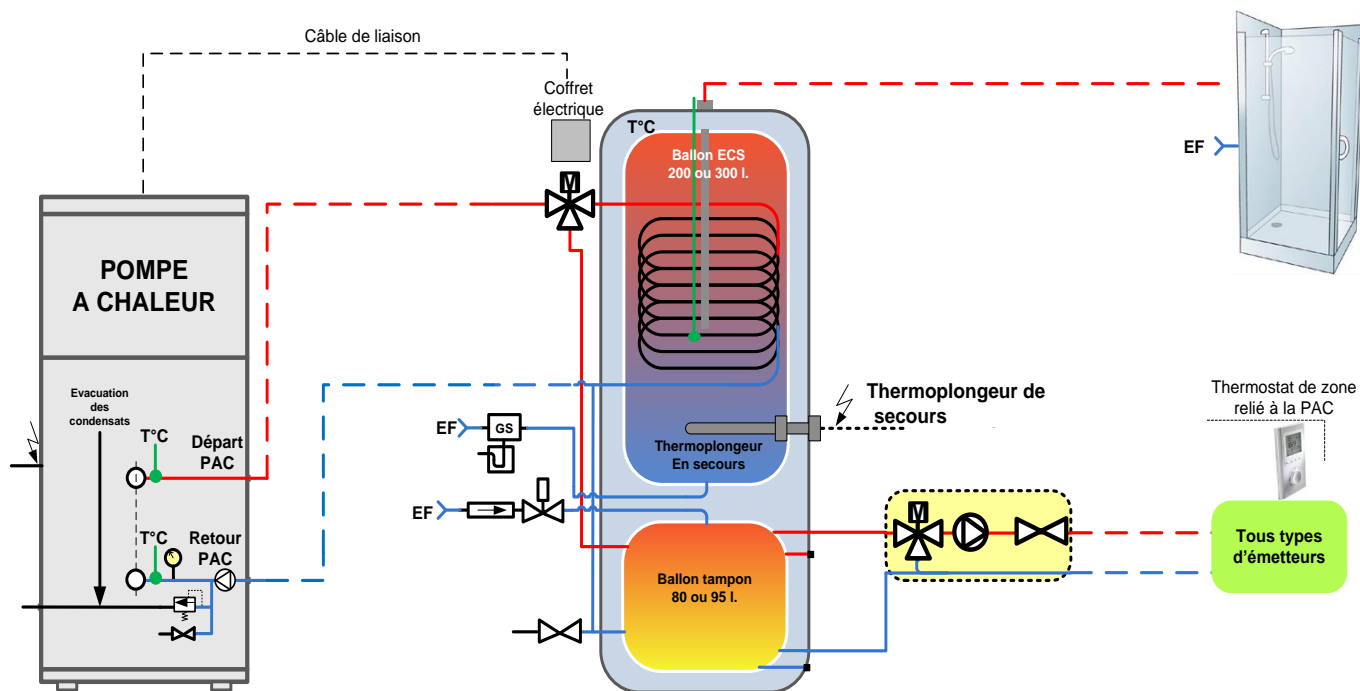 Câble de liaison
Coffret
électrique
M
T°C
Ballon ECS
200 ou 300 l.
EF
POMPE
A CHALEUR
Evacuation
des
condensats
T°C
Départ
PAC
T°C
Retour
PAC
EF
GS
EF
Thermoplongeur
En secours
Thermoplongeur de
secours
Ballon tampon
80 ou 95 l.
M
Thermostat de zone
relié à la PAC
Tous types
d'émetteurs